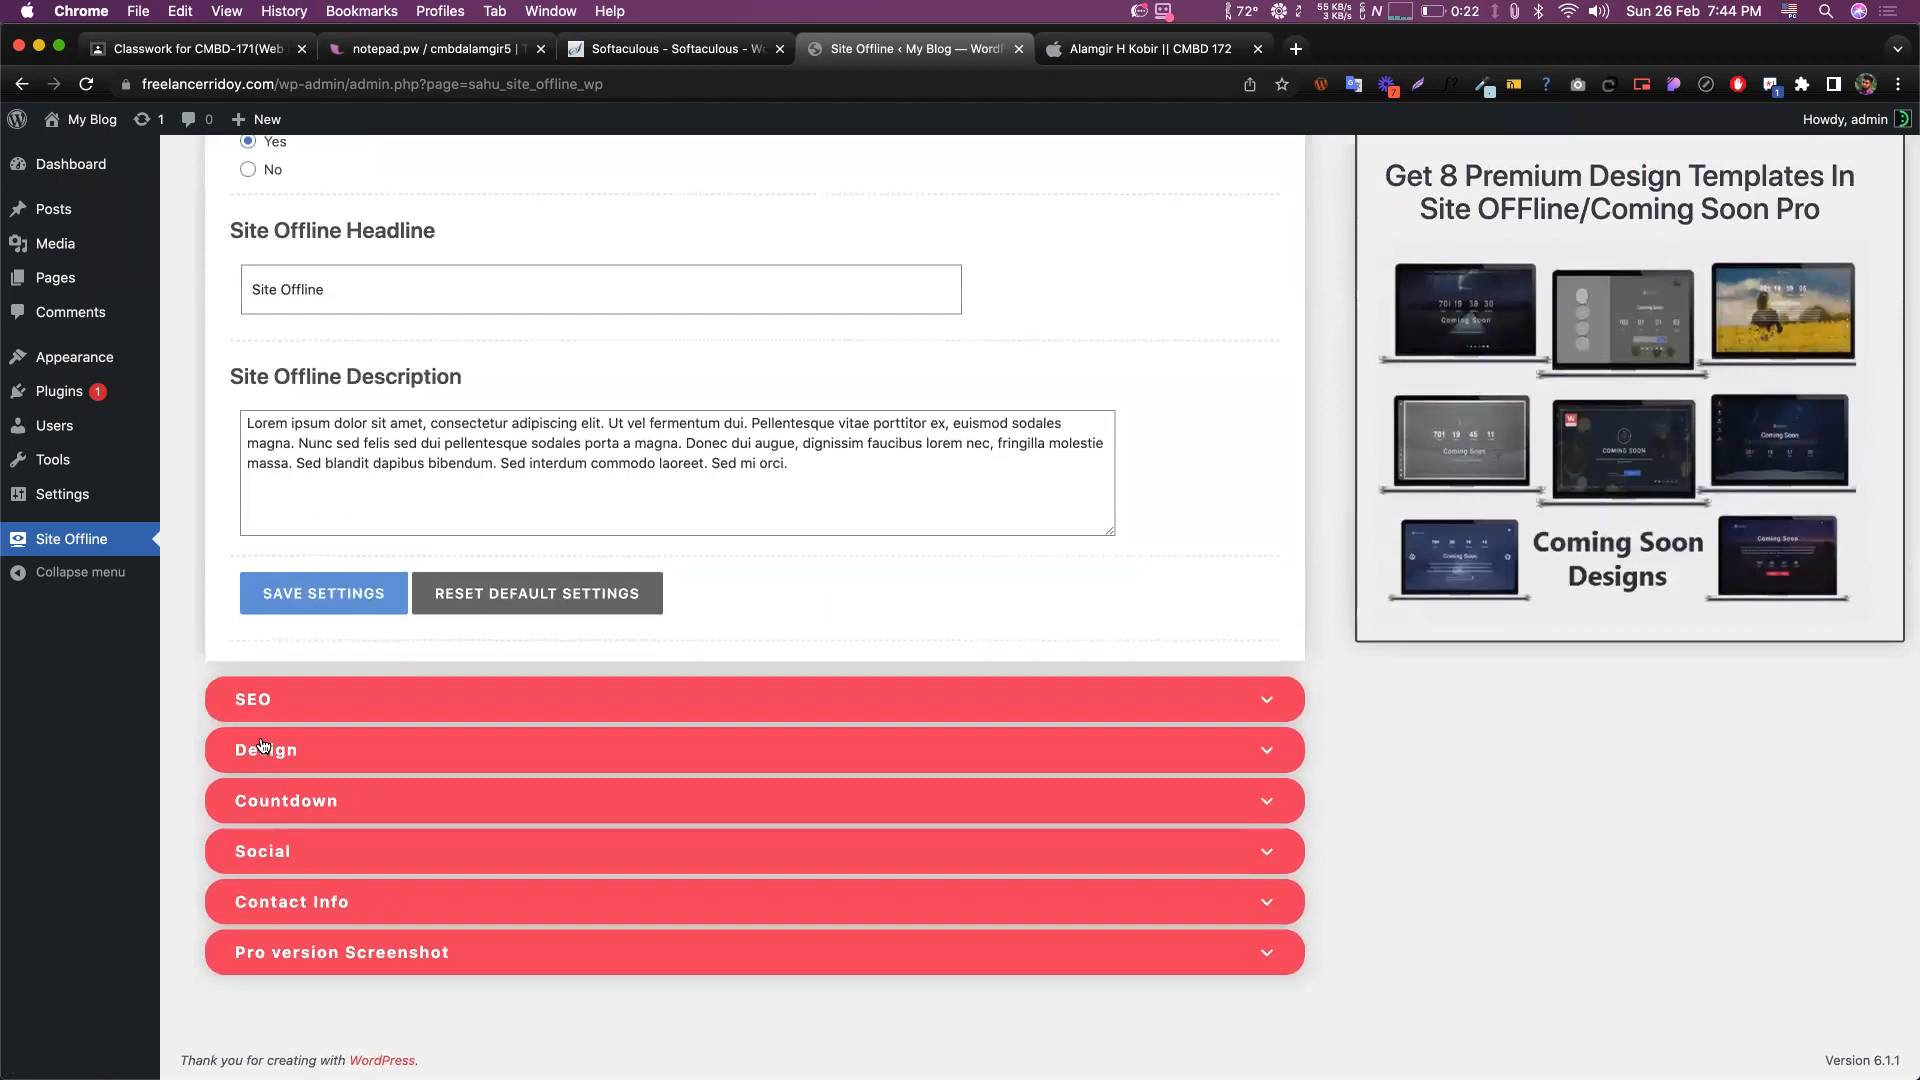 Chrome File Edit View History Bookmarks Profiles Tab Window Help
72° 55 KB/s 3 KB/s 0:22 Sun 26 Feb 7:44 PM
Classwork for CMBD-171(Web
notepad.pw / cmbdalamgir5 | T
Softaculous - Softaculous - Wo
Site Offline ‹ My Blog — WordP
Alamgir H Kobir || CMBD 172
freelancerridoy.com/wp-admin/admin.php?page=sahu_site_offline_wp
My Blog 1 0 New Howdy, admin
Dashboard
Posts
Media
Pages
Comments
Appearance
Plugins 1
Users
Tools
Settings
Site Offline
Collapse menu
Yes
No
Site Offline Headline
Site Offline
Site Offline Description
Lorem ipsum dolor sit amet, consectetur adipiscing elit. Ut vel fermentum dui. Pellentesque vitae porttitor ex, euismod sodales
magna. Nunc sed felis sed dui pellentesque sodales porta a magna. Donec dui augue, dignissim faucibus lorem nec, fringilla molestie
massa. Sed blandit dapibus bibendum. Sed interdum commodo laoreet. Sed mi orci.
SAVE SETTINGS RESET DEFAULT SETTINGS
SEO
Design
Countdown
Social
Contact Info
Pro version Screenshot
Get 8 Premium Design Templates In
Site OFFline/Coming Soon Pro
Coming Soon
Designs
Thank you for creating with WordPress.
Version 6.1.1